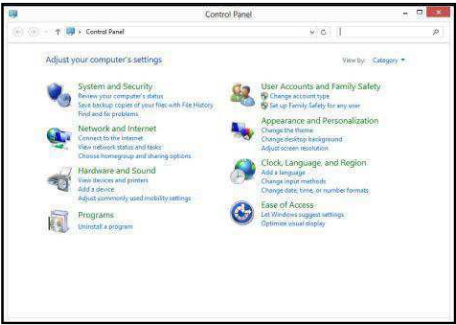 Control Panel
Control Panel
Adjust your computer's settings
View by: Category
System and Security
Review your computer's status
Save backup copies of your files with File History
Find and fix problems
Network and Internet
Connect to the Internet
View network status and tasks
Choose homegroup and sharing options
Hardware and Sound
View devices and printers
Add a device
Adjust commonly used mobility settings
Programs
Uninstall a program
User Accounts and Family Safety
Change account type
Set up Family Safety for any user
Appearance and Personalization
Change the theme
Change desktop background
Adjust screen resolution
Clock, Language, and Region
Add a language
Change input methods
Change date, time, or number formats
Ease of Access
Let Windows suggest settings
Optimize visual display